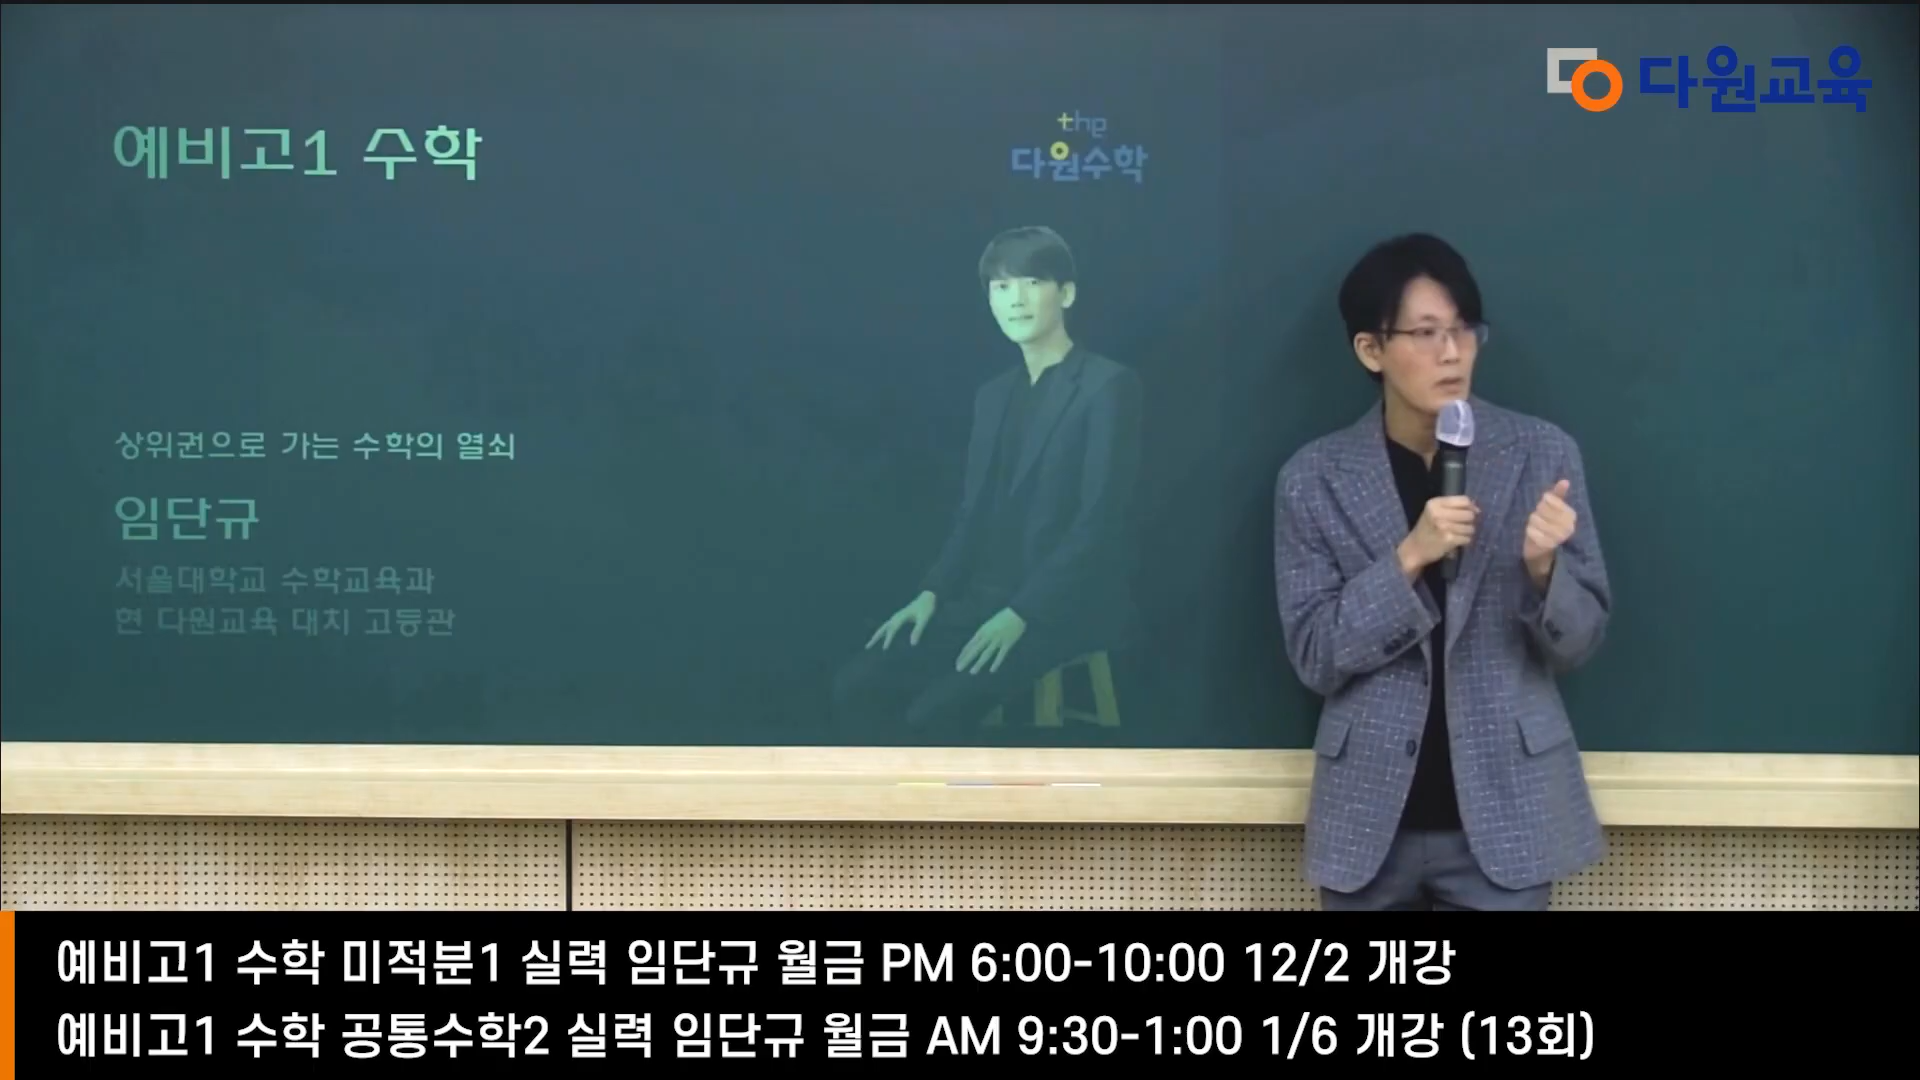 다원교육
예비고1 수학
the
다원수학
상위권으로 가는 수학의 열쇠
임단규
서울대학교 수학교육과
현 다원교육 대치 고등관
예비고1 수학 미적분1 실력 임단규 월금 PM 6:00-10:00 12/2 개강
예비고1 수학 공통수학2 실력 임단규 월금 AM 9:30-1:00 1/6 개강 (13회)